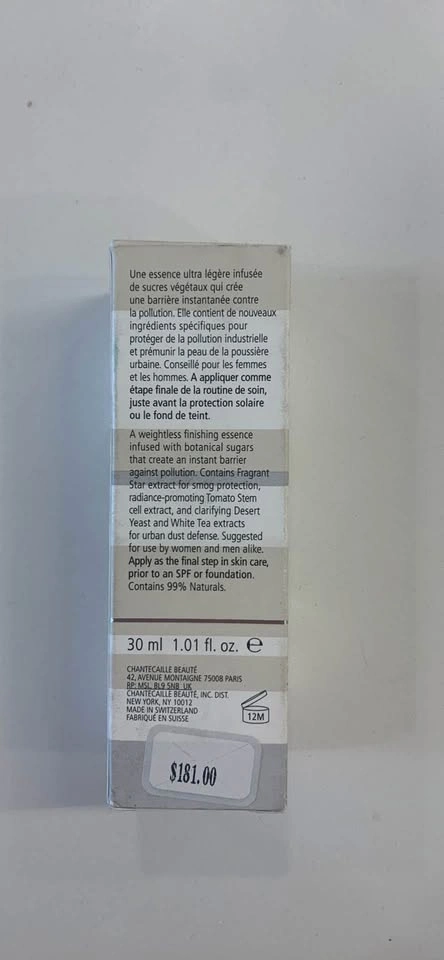 Une essence ultra légère infusée
de sucres végétaux qui crée
une barrière instantanée contre
la pollution. Elle contient de nouveaux
ingrédients spécifiques pour
protéger de la pollution industrielle
et prémunir la peau de la poussière
urbaine. Conseillé pour les femmes
et les hommes. A appliquer comme
étape finale de la routine de soin,
juste avant la protection solaire
ou le fond de teint.
A weightless finishing essence
infused with botanical sugars
that create an instant barrier
against pollution. Contains Fragrant
Star extract for smog protection,
radiance-promoting Tomato Stem
cell extract, and clarifying Desert
Yeast and White Tea extracts
for urban dust defense. Suggested
for use by women and men alike.
Apply as the final step in skin care,
prior to an SPF or foundation.
Contains 99% Naturals.
30 ml 1.01 fl. oz. ℮
CHANTECAILLE BEAUTÉ
42, AVENUE MONTAIGNE 75008 PARIS
RP: MSL, BL9 5NB UK
CHANTECAILLE BEAUTÉ, INC. DIST.
NEW YORK, NY 10012
MADE IN SWITZERLAND
FABRIQUÉ EN SUISSE
12M
$181.00